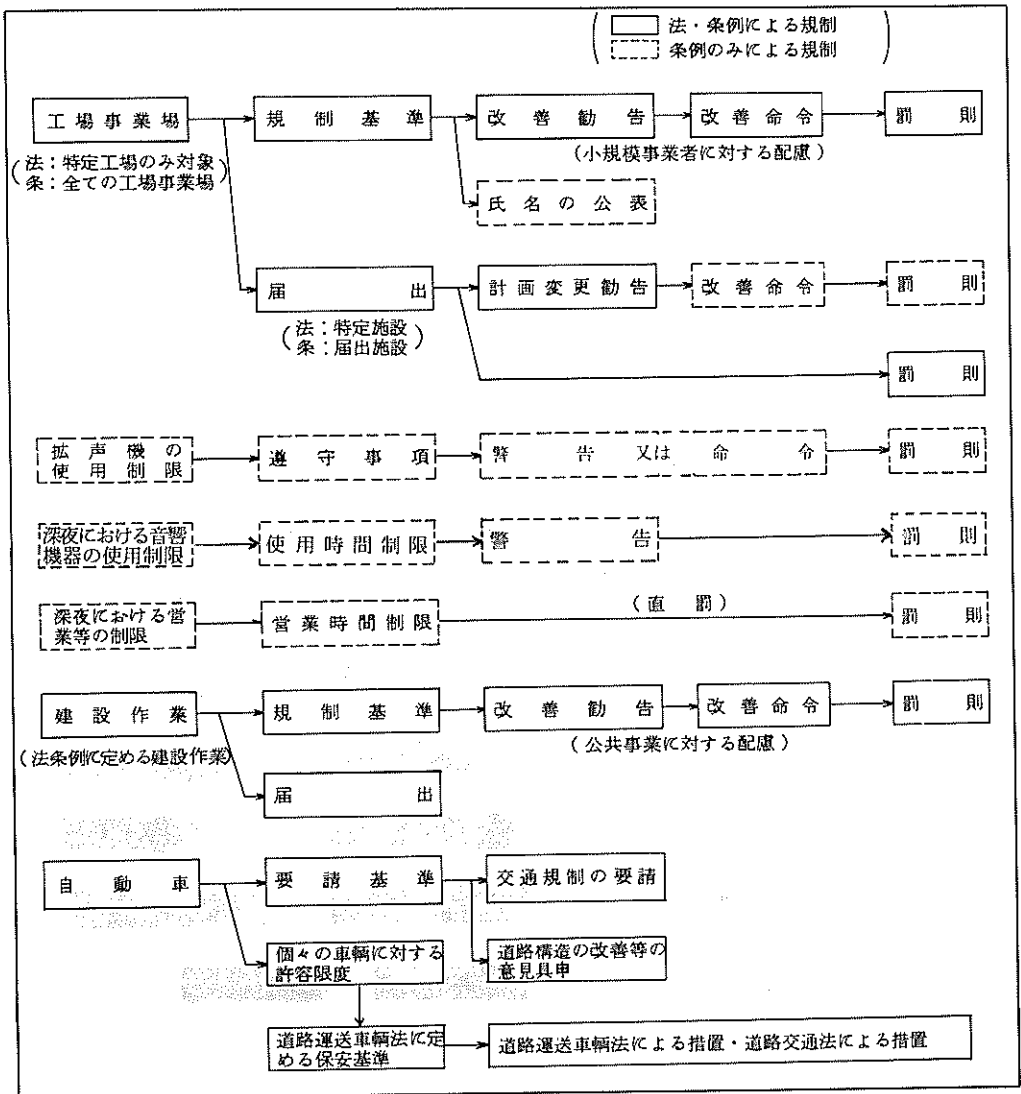 法・条例による規制
条例のみによる規制
工場事業場
規制基準
改善勧告
改善命令
罰則
(法：特定工場のみ対象
条：全ての工場事業場)
(小規模事業者に対する配慮)
氏名の公表
届出
計画変更勧告
改善命令
罰則
(法：特定施設
条：届出施設)
罰則
拡声機の
使用制限
遵守事項
警告又は命令
罰則
深夜における音響
機器の使用制限
使用時間制限
警告
罰則
深夜における営
業等の制限
営業時間制限
(直罰)
罰則
建設作業
規制基準
改善勧告
改善命令
罰則
(法条例に定める建設作業)
(公共事業に対する配慮)
届出
自動車
要請基準
交通規制の要請
個々の車輌に対する
許容限度
道路構造の改善等の
意見具申
道路運送車輌法に定
める保安基準
道路運送車輌法による措置・道路交通法による措置